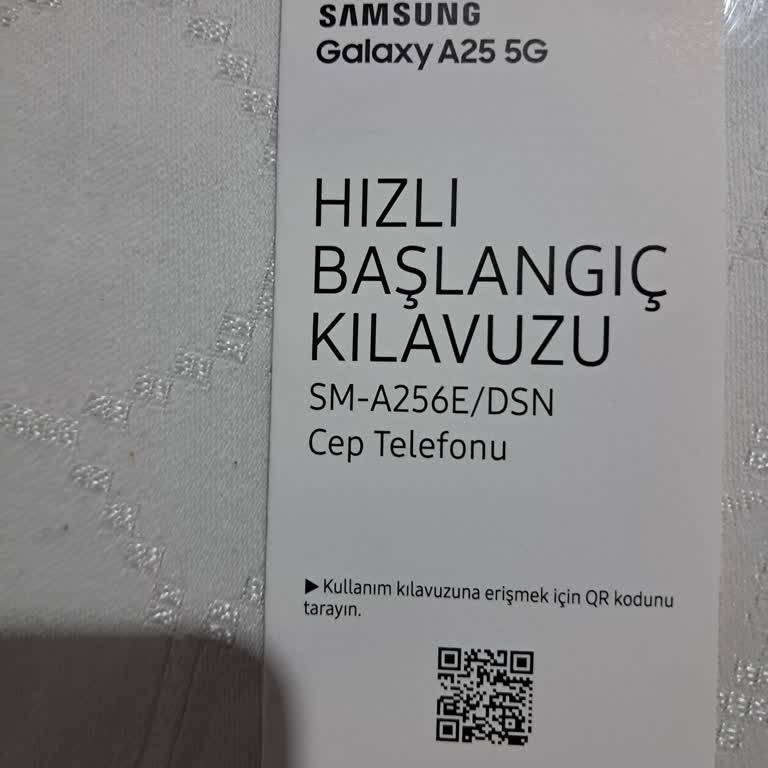 SAMSUNG
Galaxy A25 5G
HIZLI
BAŞLANGIÇ
KILAVUZU
SM-A256E/DSN
Cep Telefonu
▶ Kullanım kılavuzuna erişmek için QR kodunu
tarayın.